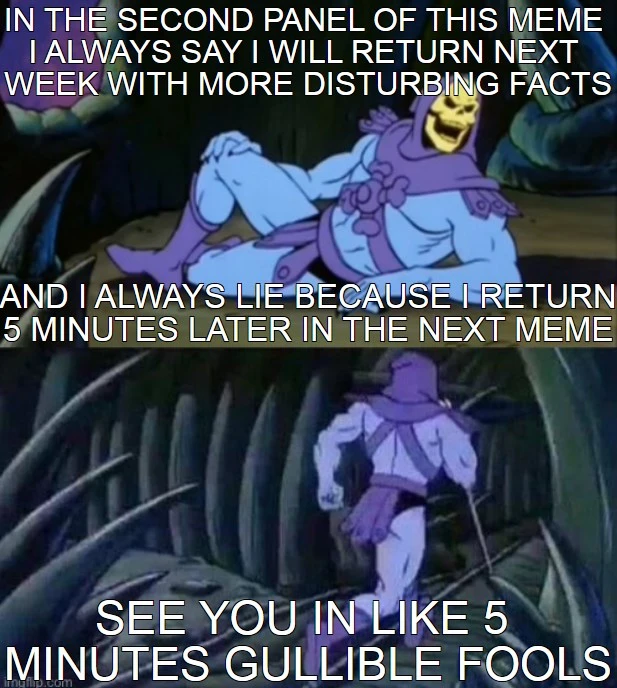 IN THE SECOND PANEL OF THIS MEME
I ALWAYS SAY I WILL RETURN NEXT
WEEK WITH MORE DISTURBING FACTS
AND I ALWAYS LIE BECAUSE I RETURN
5 MINUTES LATER IN THE NEXT MEME
SEE YOU IN LIKE 5
MINUTES GULLIBLE FOOLS
imgflip.com